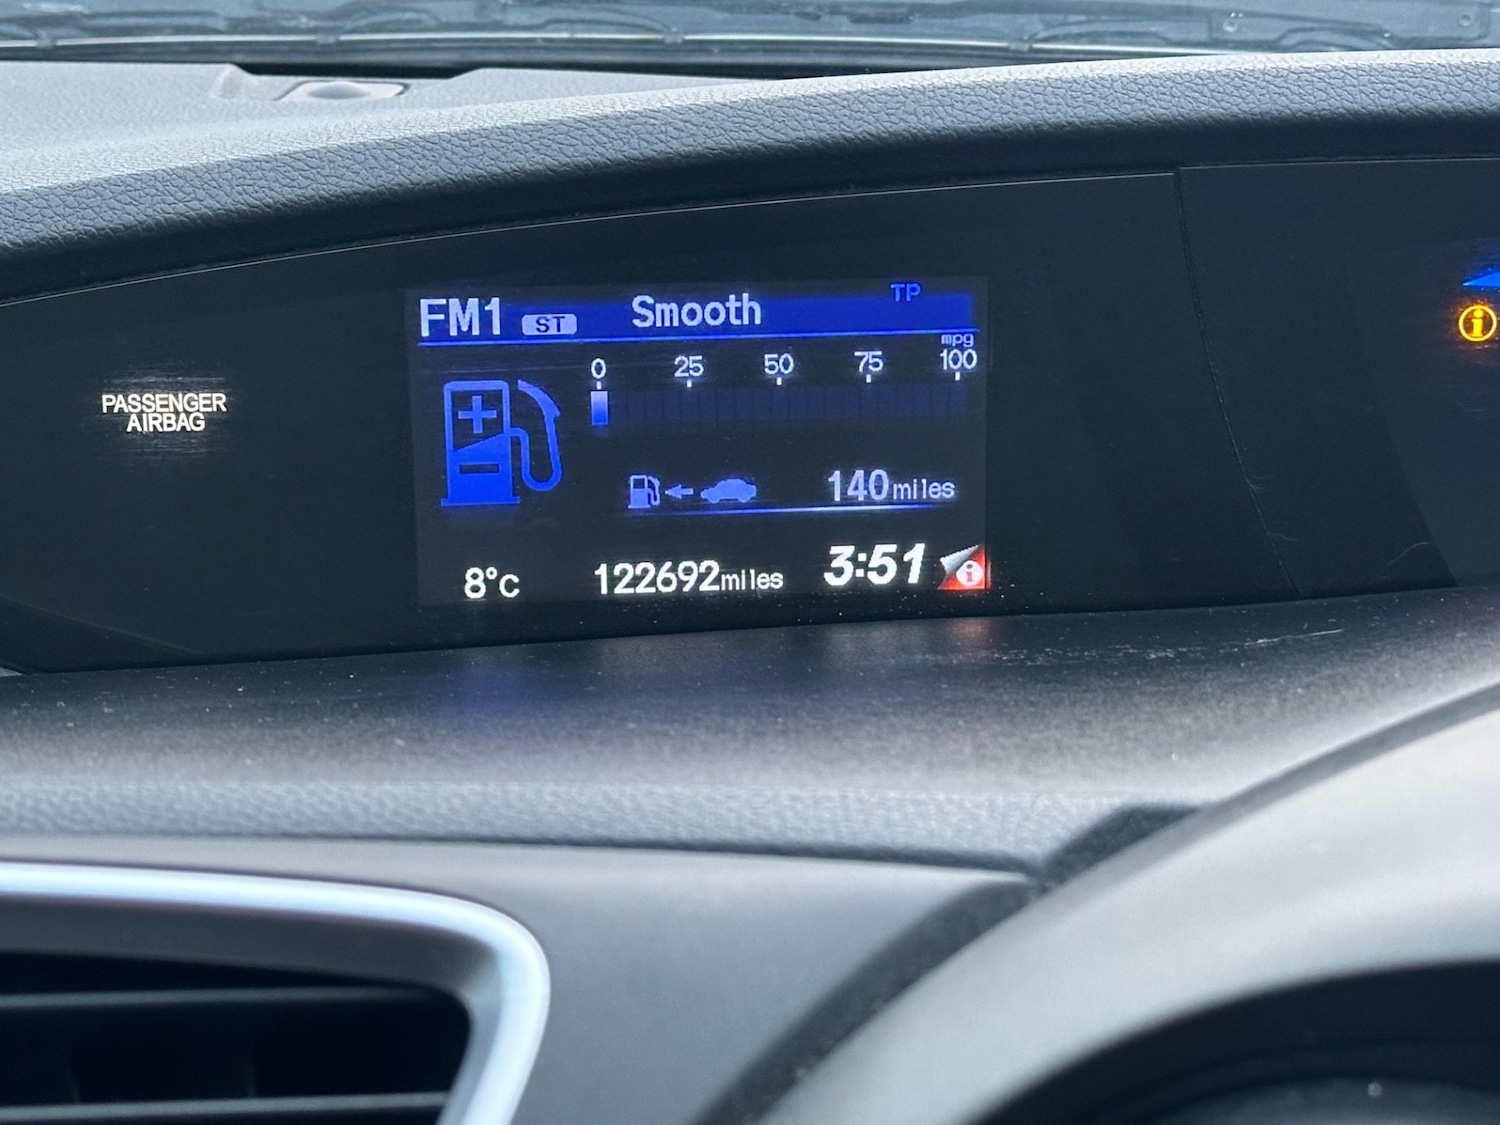 FM1 ST Smooth TP
mpg
0 25 50 75 100
PASSENGER
AIRBAG
140miles
8°c 122692miles 3:51